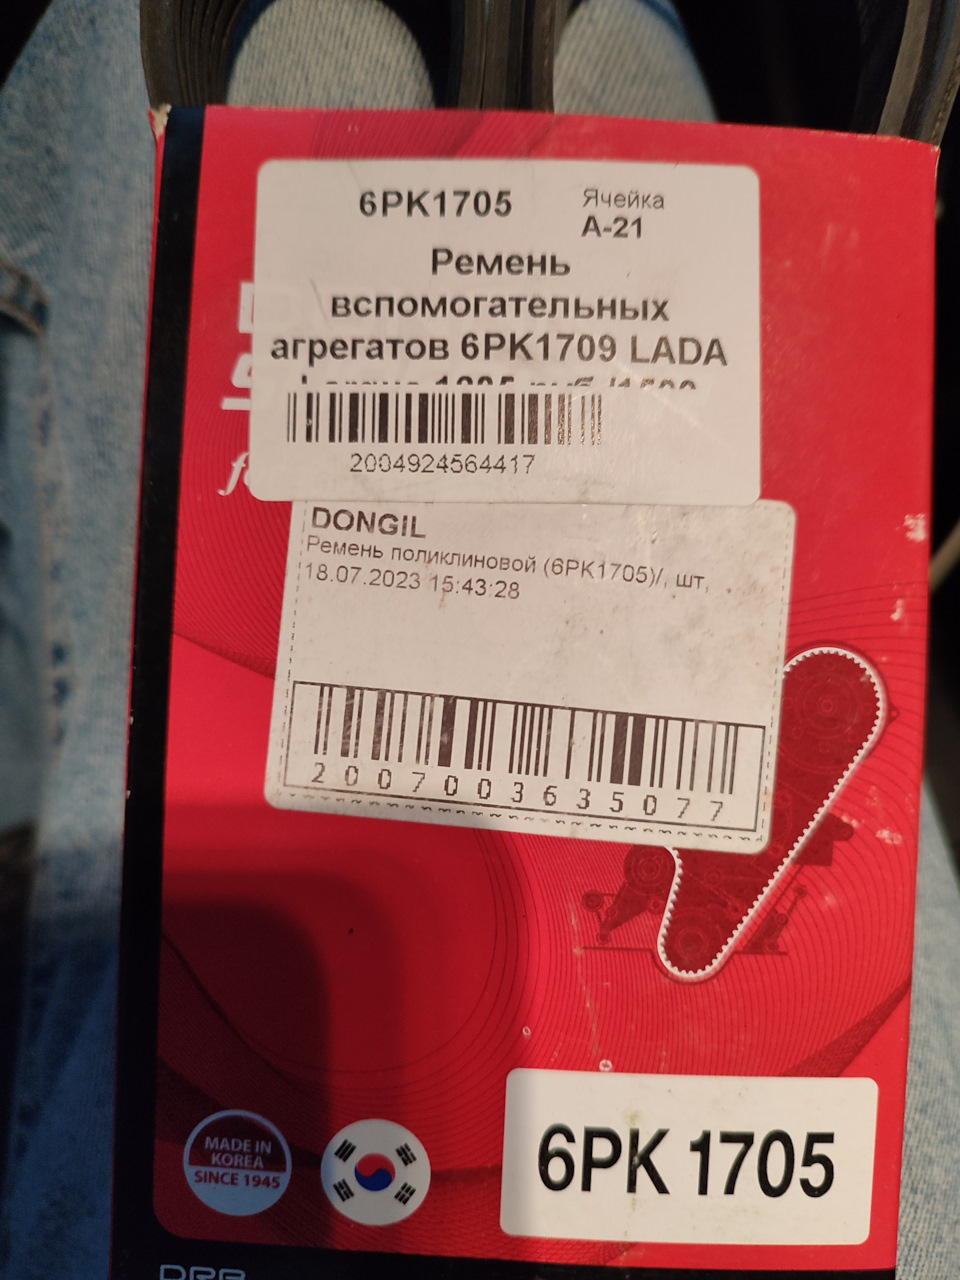 6PK1705
Ячейка
A-21
Ремень
вспомогательных
агрегатов 6PK1709 LADA
2004924564417
DONGIL
Ремень поликлиновой (6PK1705)/, шт,
18.07.2023 15:43:28
2007003635077
MADE IN
KOREA
SINCE 1945
6PK 1705
DRB